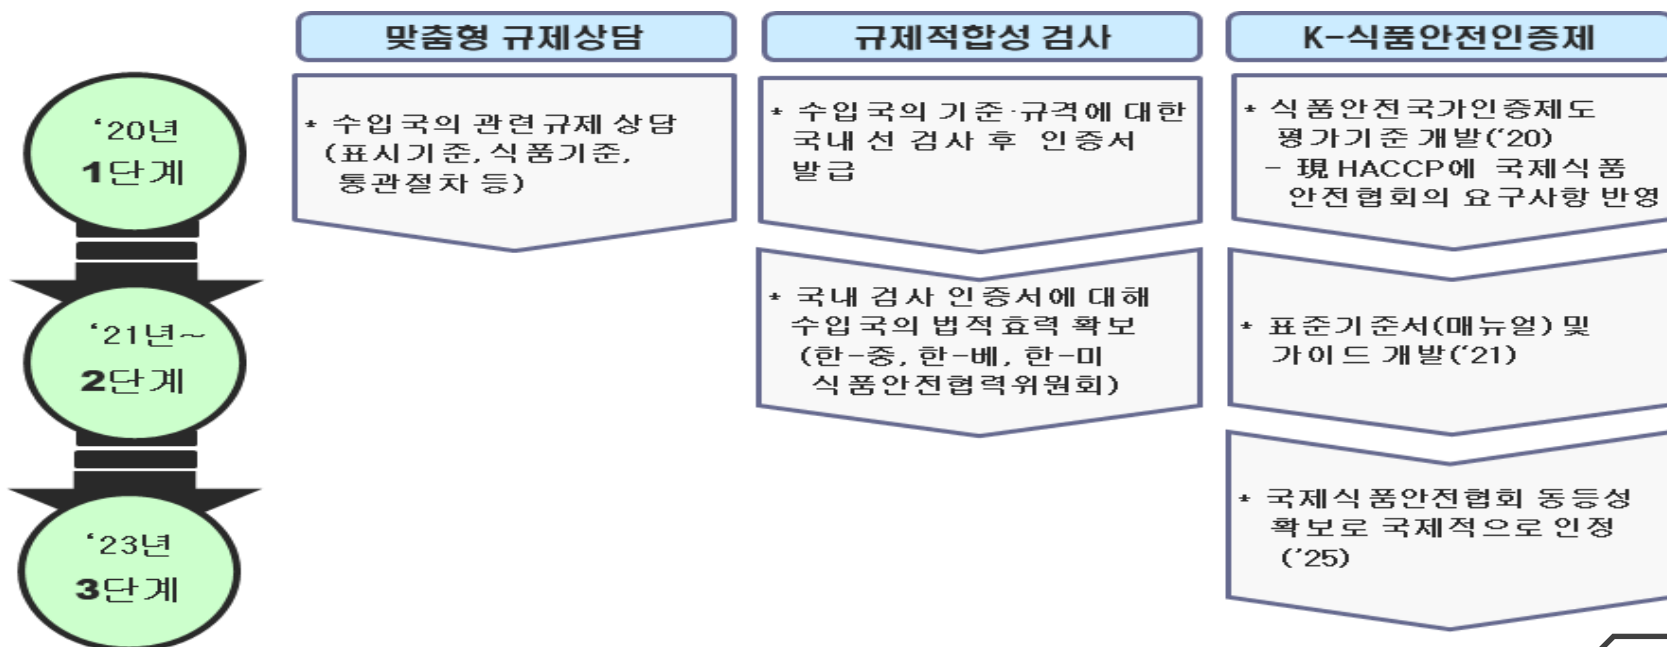 맞춤형 규제상담
규제적합성 검사
K-식품안전인증제
‘20년
1단계
* 수입국의 관련규제 상담
(표시기준, 식품기준,
통관절차 등)
* 수입국의 기준·규격에 대한
국내 선 검사 후 인증서
발급
* 식품안전국가인증제도
평가기준 개발(‘20)
- 現 HACCP에 국제식품
안전협회의 요구사항 반영
‘21년~
2단계
* 국내 검사 인증서에 대해
수입국의 법적효력 확보
(한-중, 한-베, 한-미
식품안전협력위원회)
* 표준기준서(매뉴얼) 및
가이드 개발(‘21)
‘23년
3단계
* 국제식품안전협회 동등성
확보로 국제적으로 인정
(‘25)